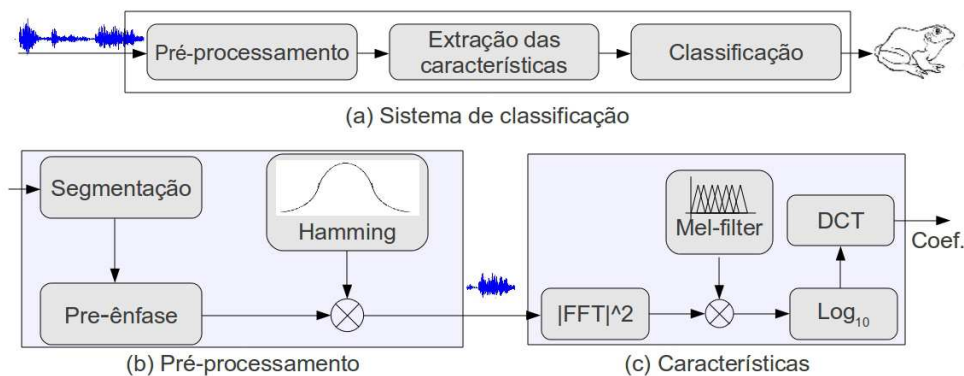 Pré-processamento
Extração das
características
Classificação
(a) Sistema de classificação
Segmentação
Hamming
Pre-ênfase
(b) Pré-processamento
Mel-filter
DCT
Coef.
|FFT|^2
Log₁₀
(c) Características